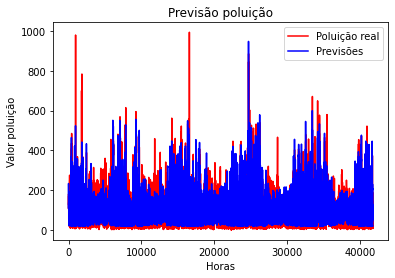 Previsão poluição
Poluição real
Previsões
Valor poluição
1000
800
600
400
200
0
0
10000
20000
30000
40000
Horas